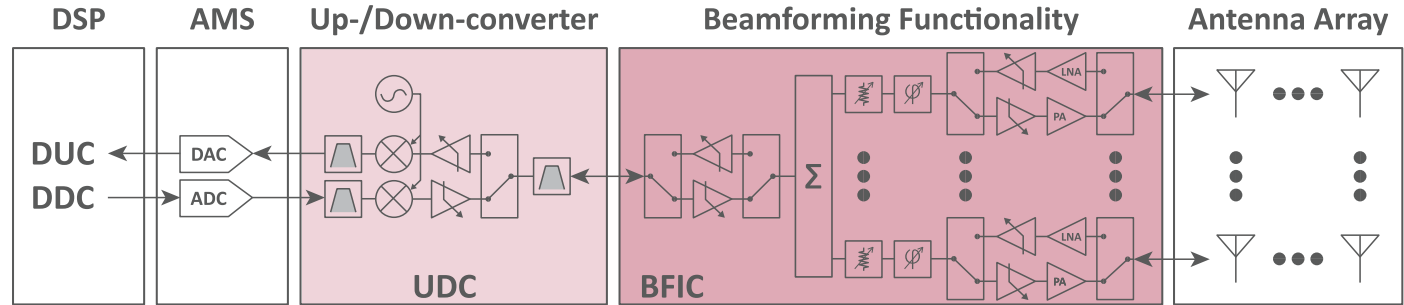 DSP
AMS
Up-/Down-converter
Beamforming Functionality
Antenna Array
LNA
PA
DUC
DAC
DDC
ADC
Σ
φ
φ
LNA
PA
UDC
BFIC